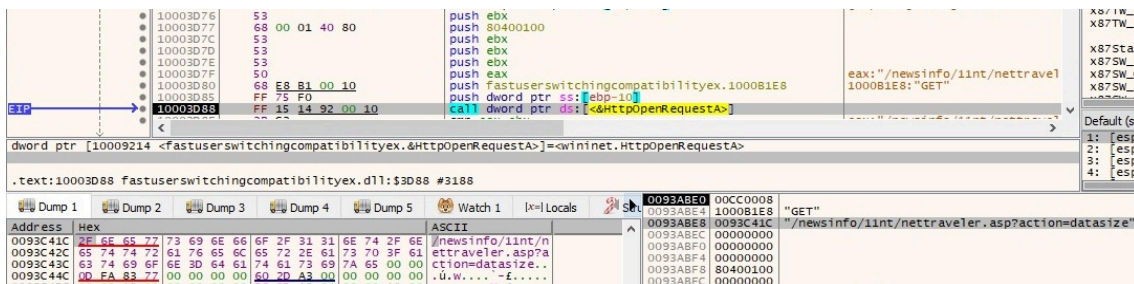 10003D76 53 push ebx x87TW_
10003D77 68 00 01 40 80 push 80400100 x87TW_
10003D7C 53 push ebx
10003D7D 53 push ebx x87Sta
10003D7E 53 push ebx x87SW_
10003D7F 50 push eax eax:"/newsinfo/11nt/nettravel x87SW_
10003D80 68 E8 B1 00 10 push fastuserswitchingcompatibilityex.1000B1E8 1000B1E8:"GET" x87SW_
10003D85 FF 75 F0 push dword ptr ss:[ebp-10] x87SW_
EIP 10003D88 FF 15 14 92 00 10 call dword ptr ds:[<&HttpOpenRequestA>]
Default (s
dword ptr [10009214 <fastuserswitchingcompatibilityex.&HttpOpenRequestA>]=<wininet.HttpOpenRequestA>
1: [esp
2: [esp
3: [esp
4: [esp
.text:10003D88 fastuserswitchingcompatibilityex.dll:$3D88 #3188
Dump 1 Dump 2 Dump 3 Dump 4 Dump 5 Watch 1 [x=] Locals
Address Hex ASCII
0093C41C 2F 6E 65 77 73 69 6E 66 6F 2F 31 31 6E 74 2F 6E /newsinfo/11nt/n
0093C42C 65 74 74 72 61 76 65 6C 65 72 2E 61 73 70 3F 61 ettraveler.asp?a
0093C43C 63 74 69 6F 6E 3D 64 61 74 61 73 69 7A 65 00 00 ction=datasize..
0093C44C 0D FA 83 77 00 00 00 00 60 2D A3 00 00 00 00 00 .ú.w....`-£.....
0093ABE0 00CC0008
0093ABE4 1000B1E8 "GET"
0093ABE8 0093C41C "/newsinfo/11nt/nettraveler.asp?action=datasize"
0093ABEC 00000000
0093ABF0 00000000
0093ABF4 00000000
0093ABF8 80400100
0093ABFC 00000000